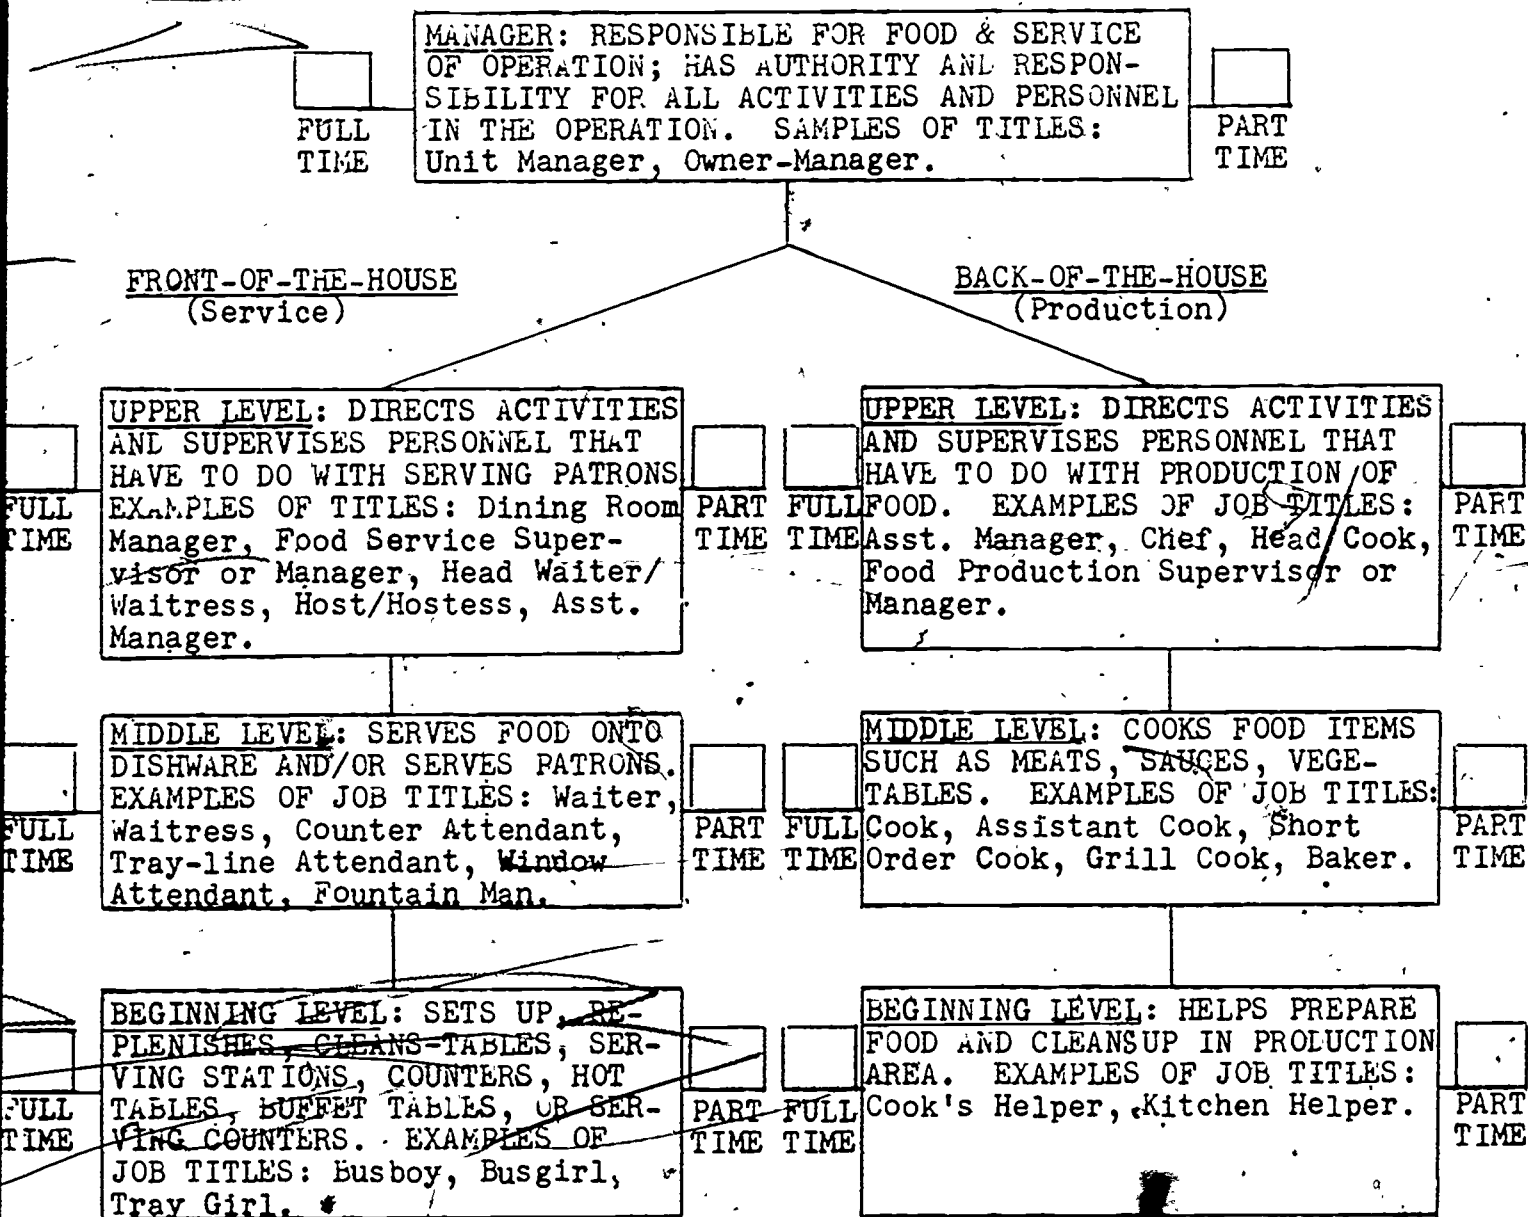 MANAGER: RESPONSIBLE FOR FOOD & SERVICE
OF OPERATION; HAS AUTHORITY AND RESPON-
SIBILITY FOR ALL ACTIVITIES AND PERSONNEL
IN THE OPERATION. SAMPLES OF TITLES:
Unit Manager, Owner-Manager.
FULL
TIME
PART
TIME
FRONT-OF-THE-HOUSE
(Service)
BACK-OF-THE-HOUSE
(Production)
FULL
TIME
UPPER LEVEL: DIRECTS ACTIVITIES
AND SUPERVISES PERSONNEL THAT
HAVE TO DO WITH SERVING PATRONS
EXAMPLES OF TITLES: Dining Room
Manager, Food Service Super-
visor or Manager, Head Waiter/
Waitress, Host/Hostess, Asst.
Manager.
PART
TIME
FULL
TIME
UPPER LEVEL: DIRECTS ACTIVITIES
AND SUPERVISES PERSONNEL THAT
HAVE TO DO WITH PRODUCTION OF
FOOD. EXAMPLES OF JOB TITLES:
Asst. Manager, Chef, Head Cook,
Food Production Supervisor or
Manager.
PART
TIME
FULL
TIME
MIDDLE LEVEL: SERVES FOOD ONTO
DISHWARE AND/OR SERVES PATRONS.
EXAMPLES OF JOB TITLES: Waiter,
Waitress, Counter Attendant,
Tray-line Attendant, Window
Attendant, Fountain Man.
PART
TIME
FULL
TIME
MIDDLE LEVEL: COOKS FOOD ITEMS
SUCH AS MEATS, SAUCES, VEGE-
TABLES. EXAMPLES OF JOB TITLES:
Cook, Assistant Cook, Short
Order Cook, Grill Cook, Baker.
PART
TIME
FULL
TIME
BEGINNING LEVEL: SETS UP, RE-
PLENISHES, CLEANS-TABLES, SER-
VING STATIONS, COUNTERS, HOT
TABLES, BUFFET TABLES, OR SER-
VING COUNTERS. EXAMPLES OF
JOB TITLES: Busboy, Busgirl,
Tray Girl.
PART
TIME
FULL
TIME
BEGINNING LEVEL: HELPS PREPARE
FOOD AND CLEANSUP IN PRODUCTION
AREA. EXAMPLES OF JOB TITLES:
Cook's Helper, Kitchen Helper.
PART
TIME